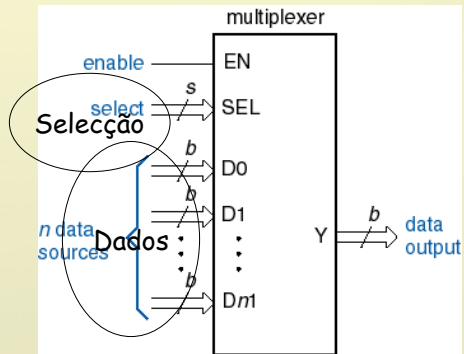 multiplexer
enable EN
s
select SEL
Selecção
b
D0
b
D1
n data sources
Dados
Y
b
data output
b
Dn1